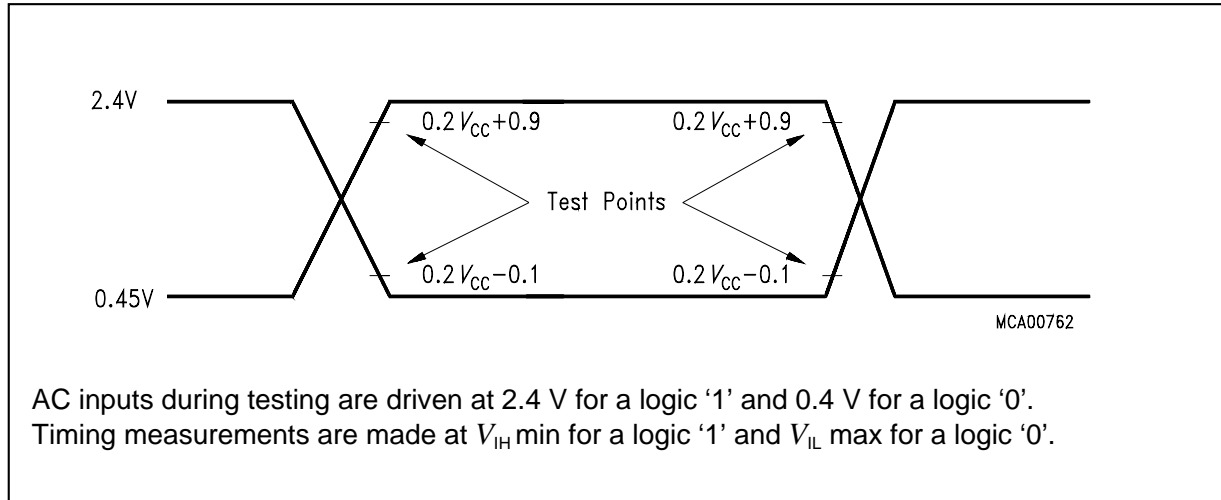 2.4V
0.2 VCC+0.9 0.2 VCC+0.9
Test Points
0.2 VCC−0.1 0.2 VCC−0.1
0.45V
MCA00762
AC inputs during testing are driven at 2.4 V for a logic ‘1’ and 0.4 V for a logic ‘0’.
Timing measurements are made at VIH min for a logic ‘1’ and VIL max for a logic ‘0’.